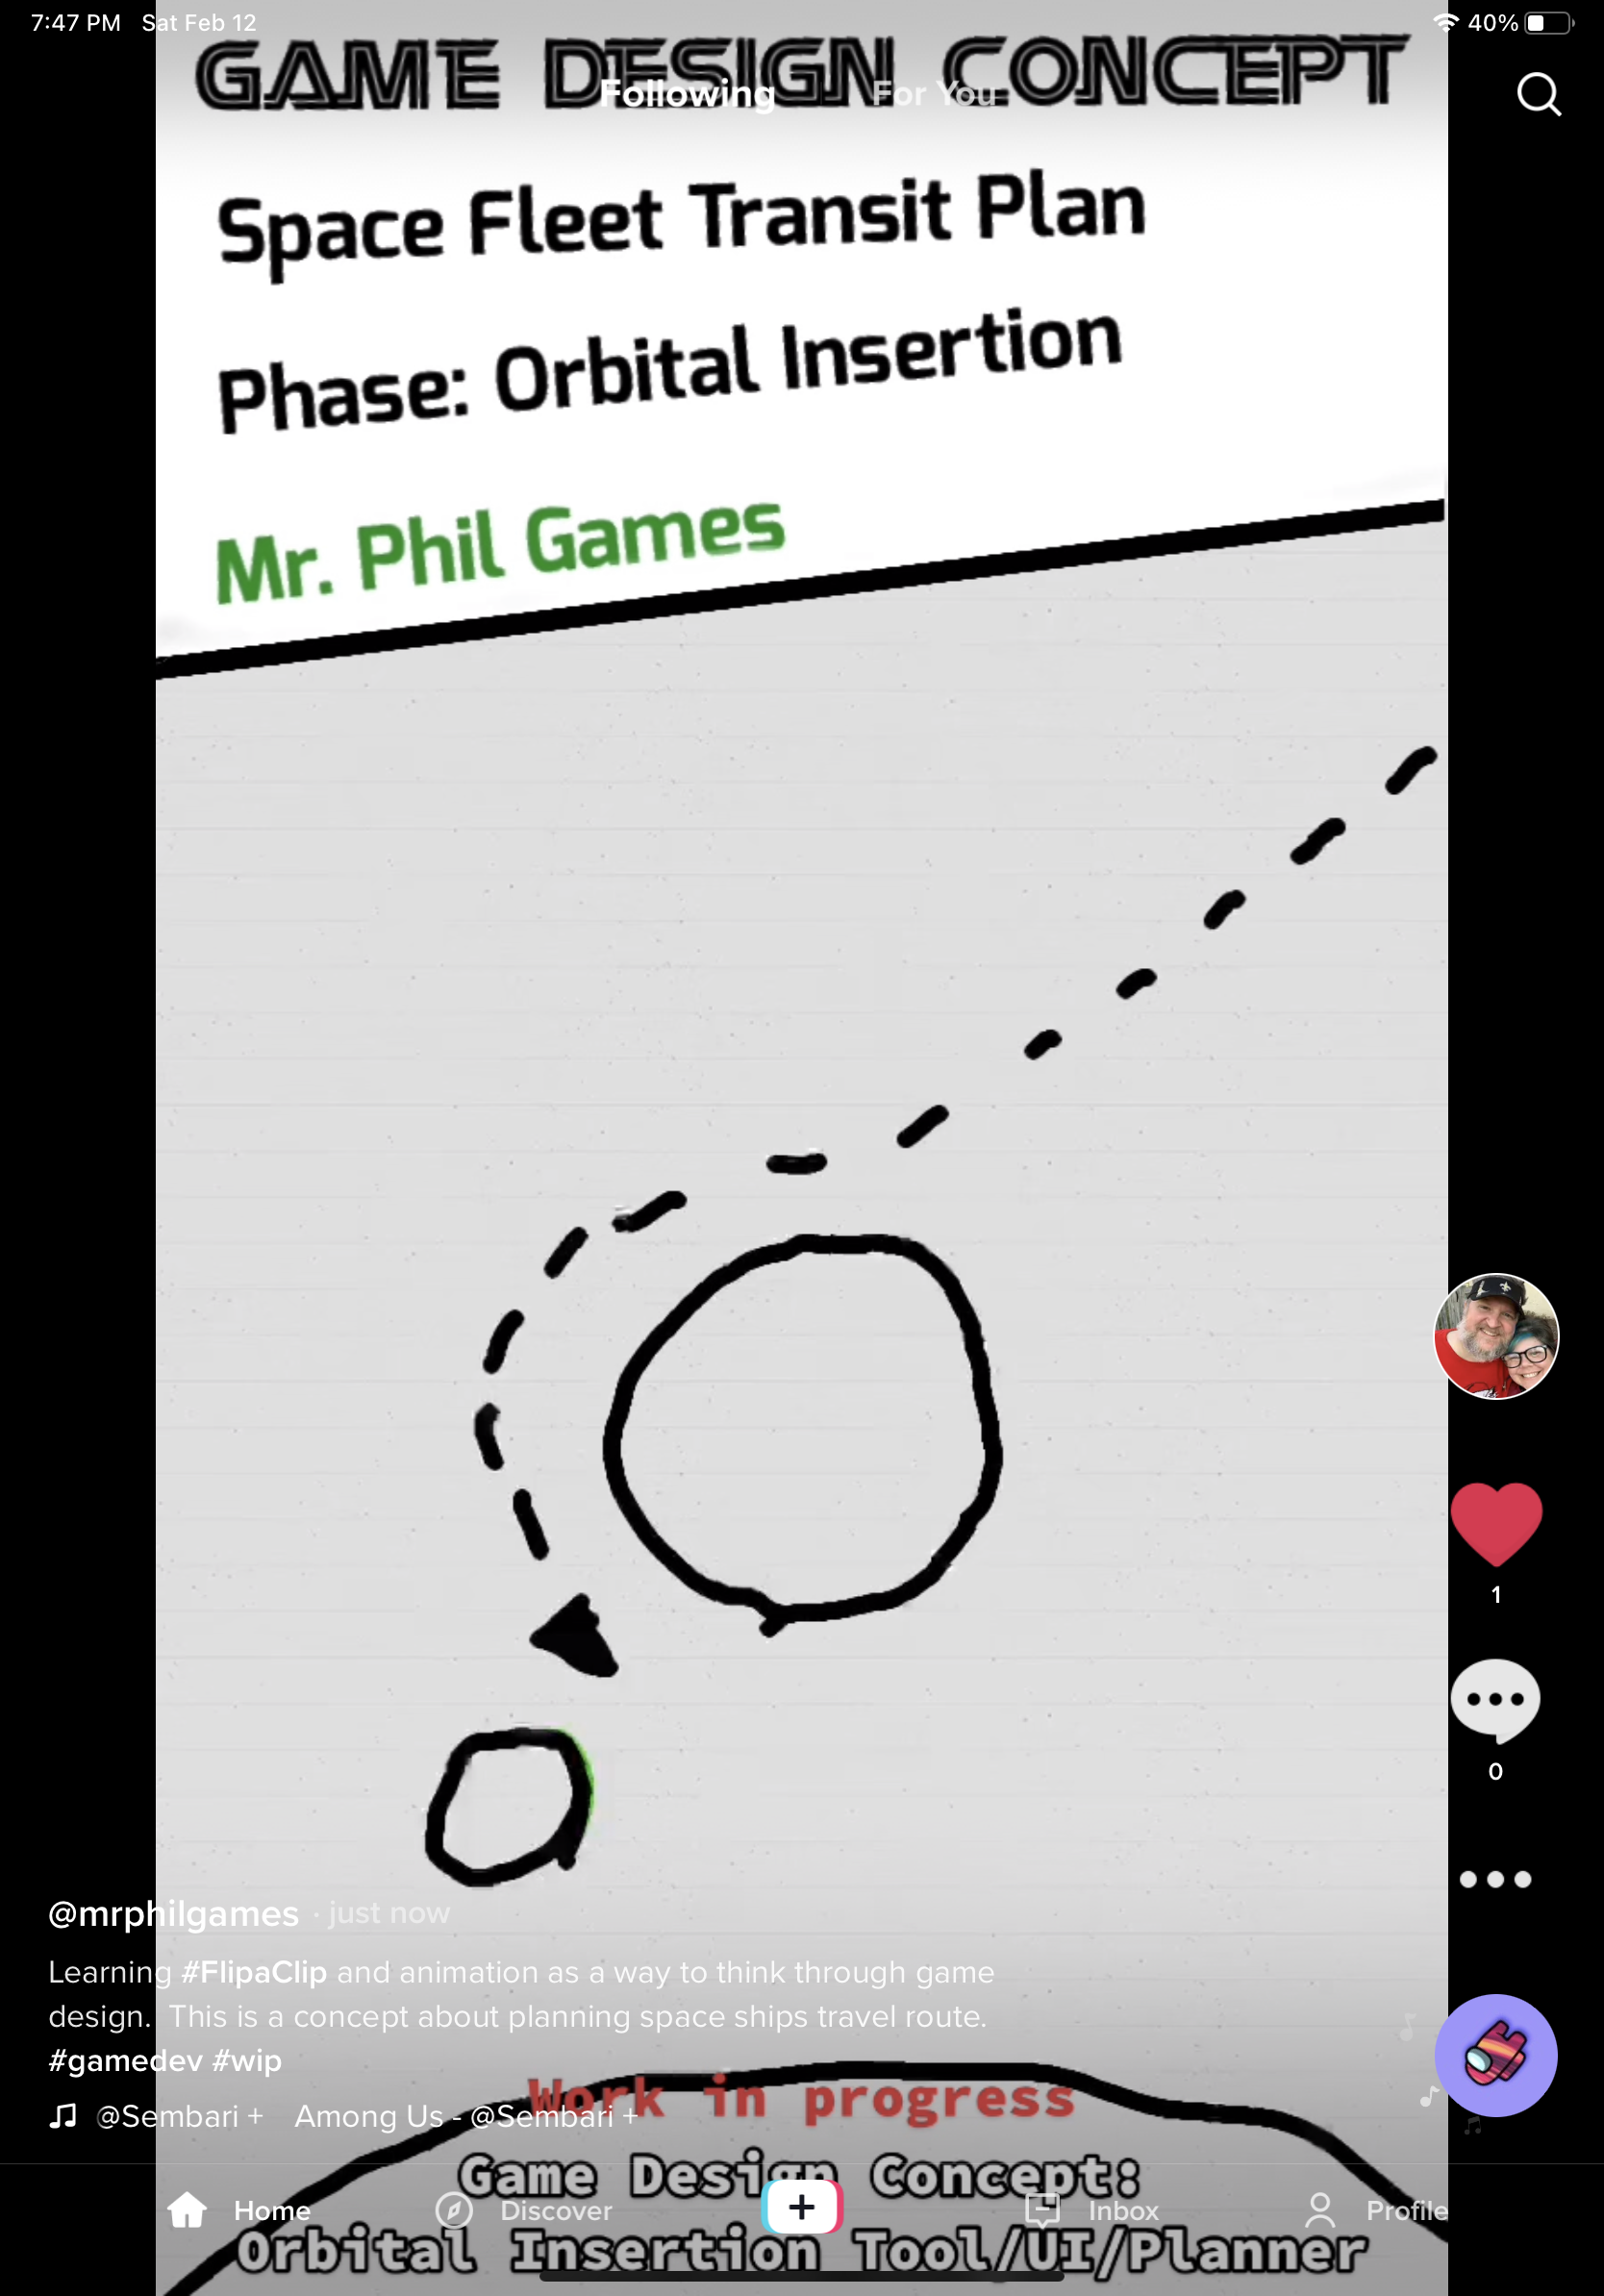 7:47 PM Sat Feb 12
40%
GAME DESIGN CONCEPT
Following
For You
Space Fleet Transit Plan
Phase: Orbital Insertion
Mr. Phil Games
1
0
@mrphilgames · just now
Learning #FlipaClip and animation as a way to think through game
design. This is a concept about planning space ships travel route.
#gamedev #wip
Work in progress
@Sembari + Among Us - @Sembari +
Game Design Concept:
Home
Discover
Inbox
Profile
Orbital Insertion Tool/UI/Planner